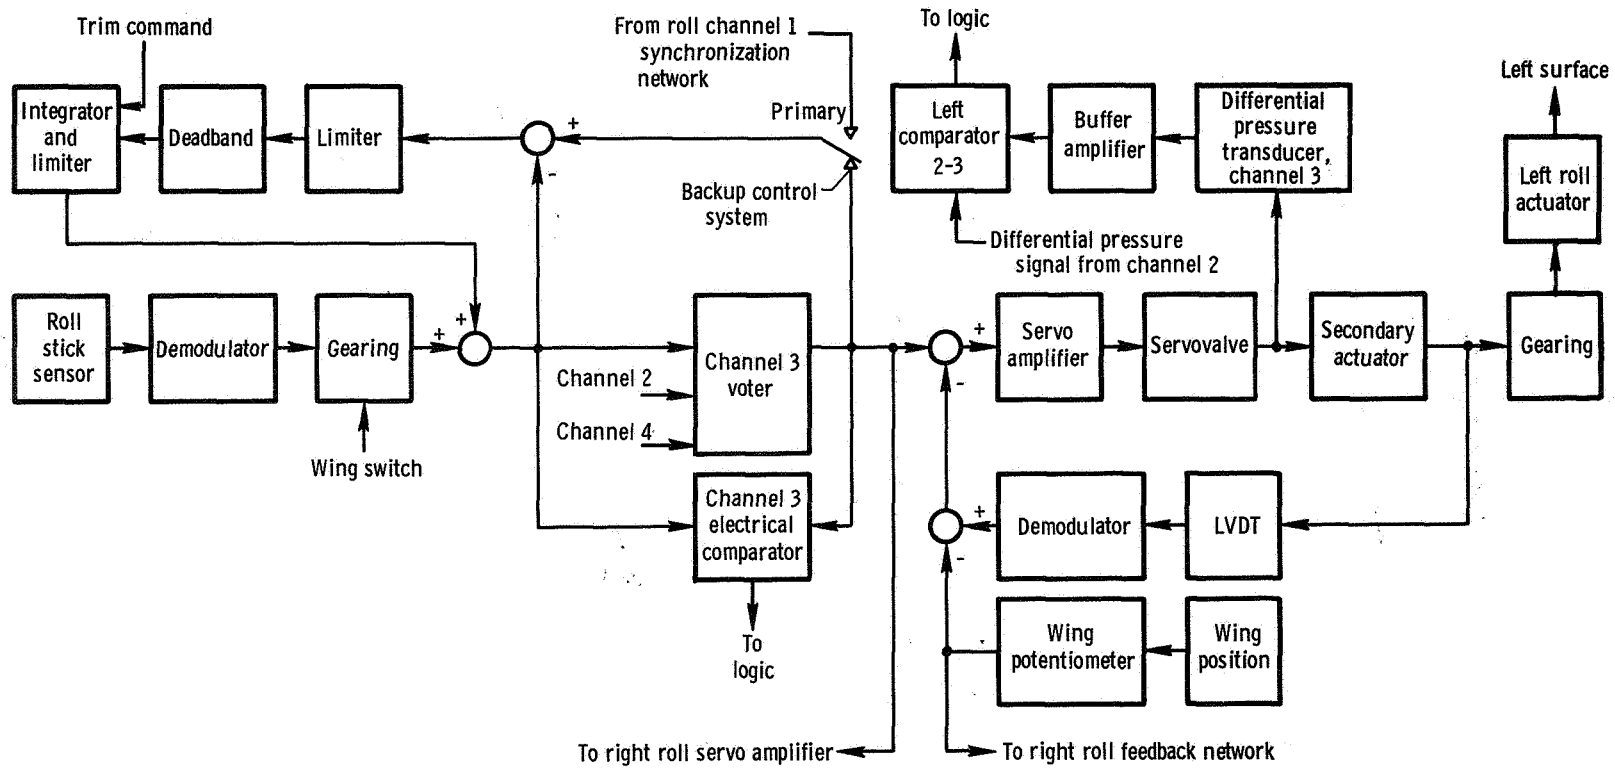 Trim command
From roll channel 1
synchronization
network
To logic
Left surface
Integrator
and
limiter
Deadband
Limiter
+
-
Primary
Backup control
system
Left
comparator
2-3
Buffer
amplifier
Differential
pressure
transducer,
channel 3
Left roll
actuator
Differential pressure
signal from channel 2
Roll
stick
sensor
Demodulator
Gearing
+
+
Wing switch
Channel 2
Channel 4
Channel 3
voter
Channel 3
electrical
comparator
To
logic
+
-
Servo
amplifier
Servovalve
Secondary
actuator
Gearing
+
-
Demodulator
LVDT
Wing
potentiometer
Wing
position
To right roll servo amplifier
To right roll feedback network